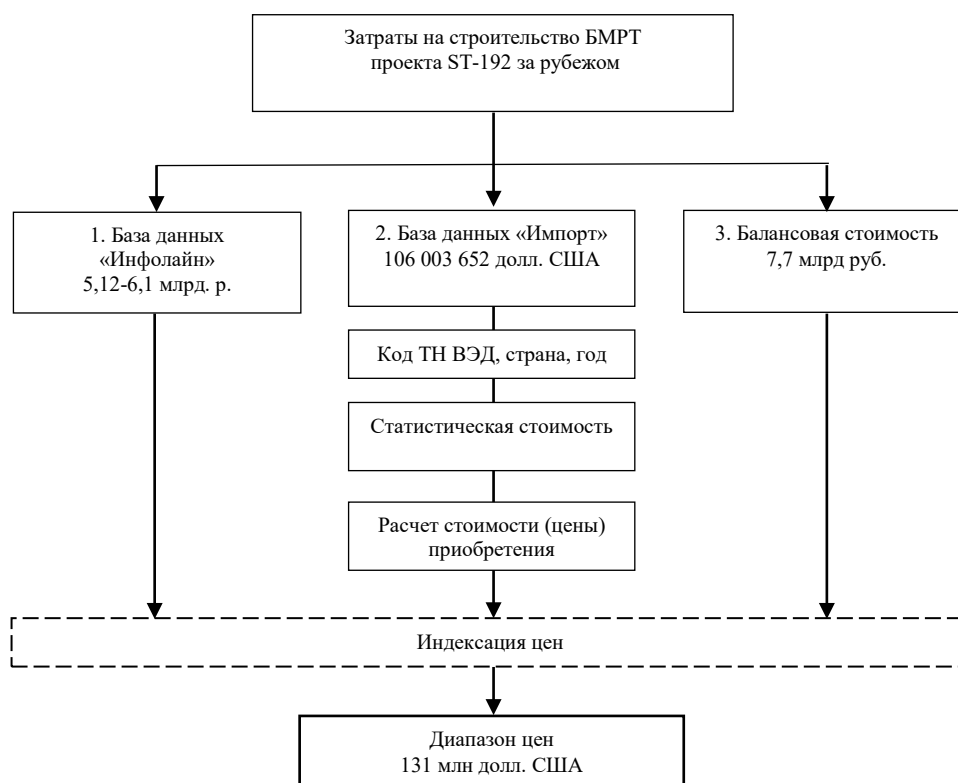 Затраты на строительство БМРТ
проекта ST-192 за рубежом
1. База данных
«Инфолайн»
5,12-6,1 млрд. р.
2. База данных «Импорт»
106 003 652 долл. США
3. Балансовая стоимость
7,7 млрд руб.
Код ТН ВЭД, страна, год
Статистическая стоимость
Расчет стоимости (цены)
приобретения
Индексация цен
Диапазон цен
131 млн долл. США